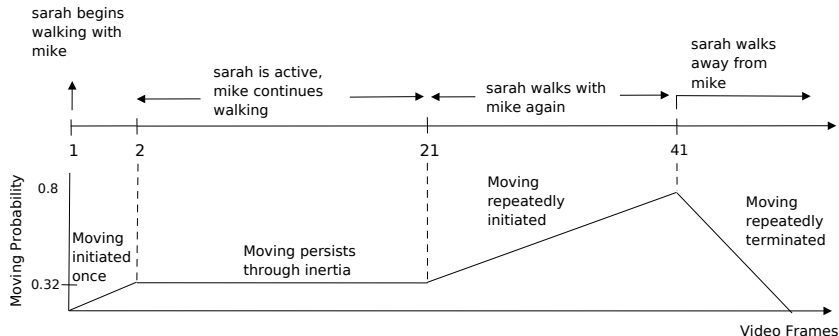 sarah begins
walking with
mike
sarah is active,
mike continues
walking
sarah walks with
mike again
sarah walks
away from
mike
1
2
21
41
Moving Probability
0.8
0.32
Moving
initiated
once
Moving persists
through inertia
Moving
repeatedly
initiated
Moving
repeatedly
terminated
Video Frames